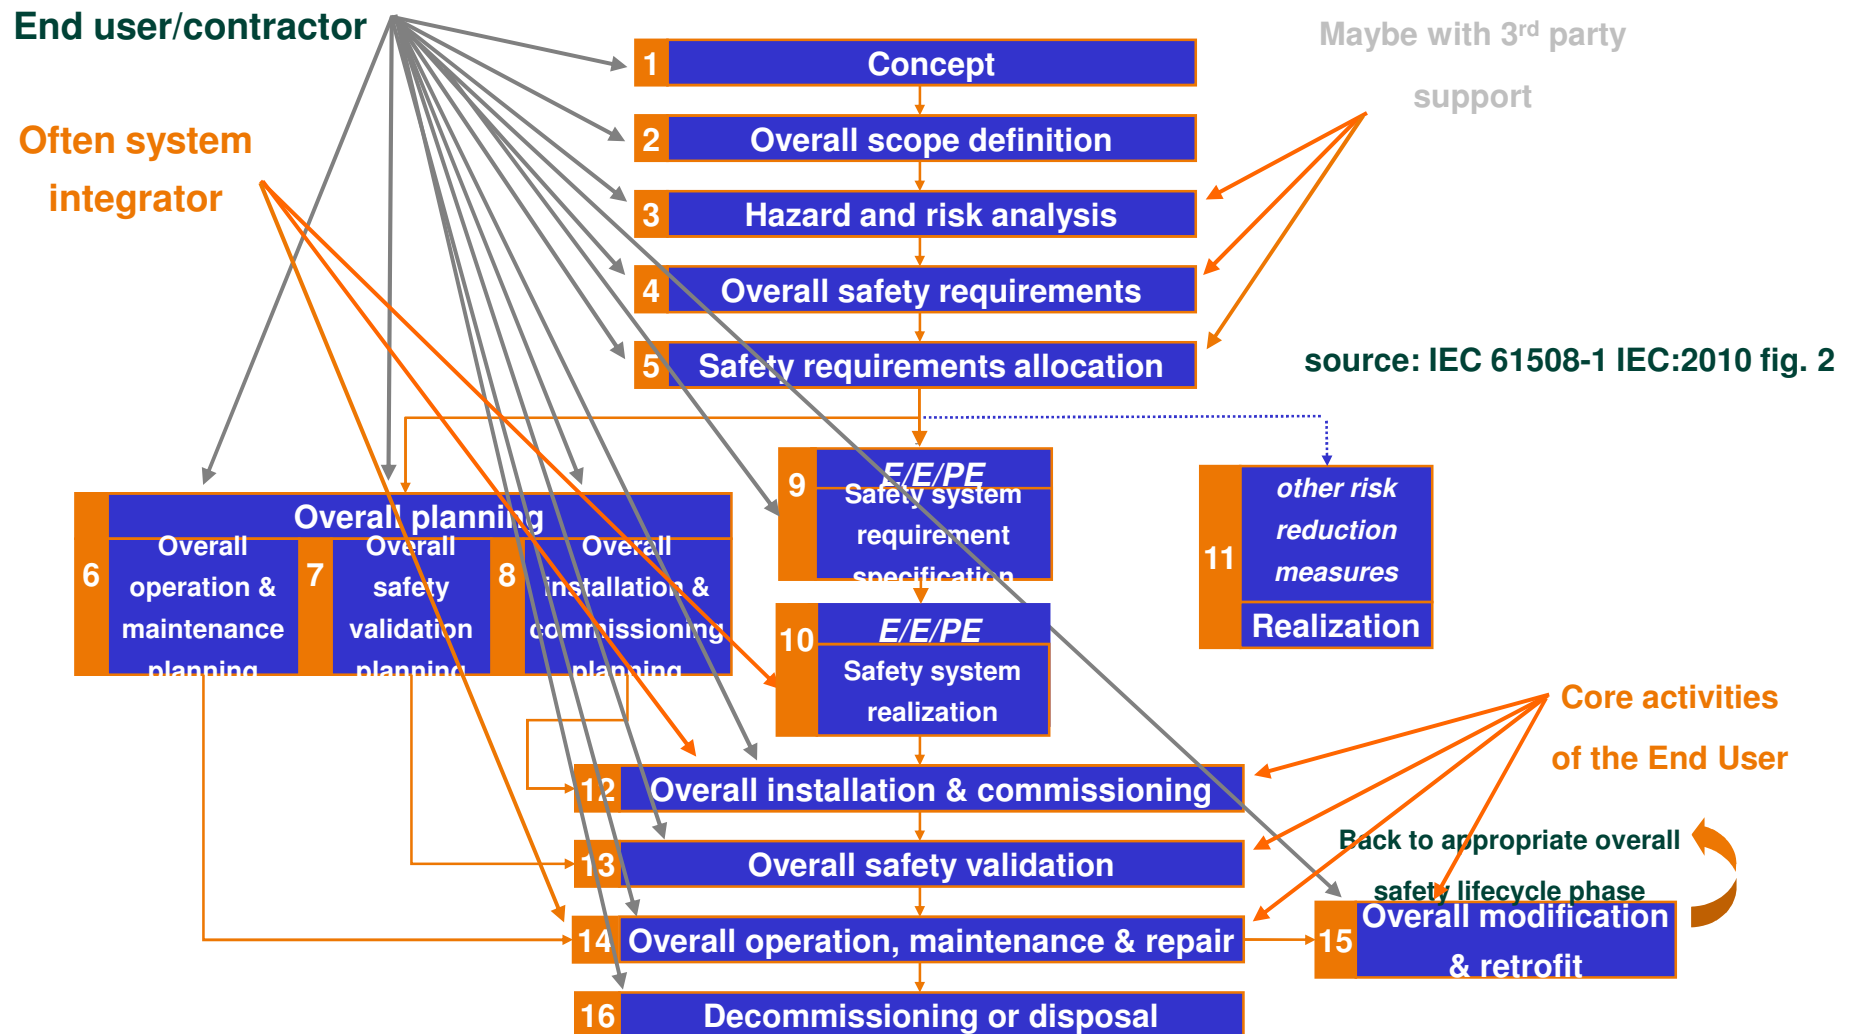 End user/contractor
Maybe with 3rd party
support
1 Concept
Often system
integrator
2 Overall scope definition
3 Hazard and risk analysis
4 Overall safety requirements
5 Safety requirements allocation
source: IEC 61508-1 IEC:2010 fig. 2
Overall planning
6
Overall
operation &
maintenance
planning
7
Overall
safety
validation
planning
8
Overall
installation &
commissioning
planning
9
E/E/PE
Safety system
requirement
specification
10
E/E/PE
Safety system
realization
11
other risk
reduction
measures
Realization
Core activities
of the End User
12 Overall installation & commissioning
13 Overall safety validation
Back to appropriate overall
safety lifecycle phase
14 Overall operation, maintenance & repair
15
Overall modification
& retrofit
16 Decommissioning or disposal